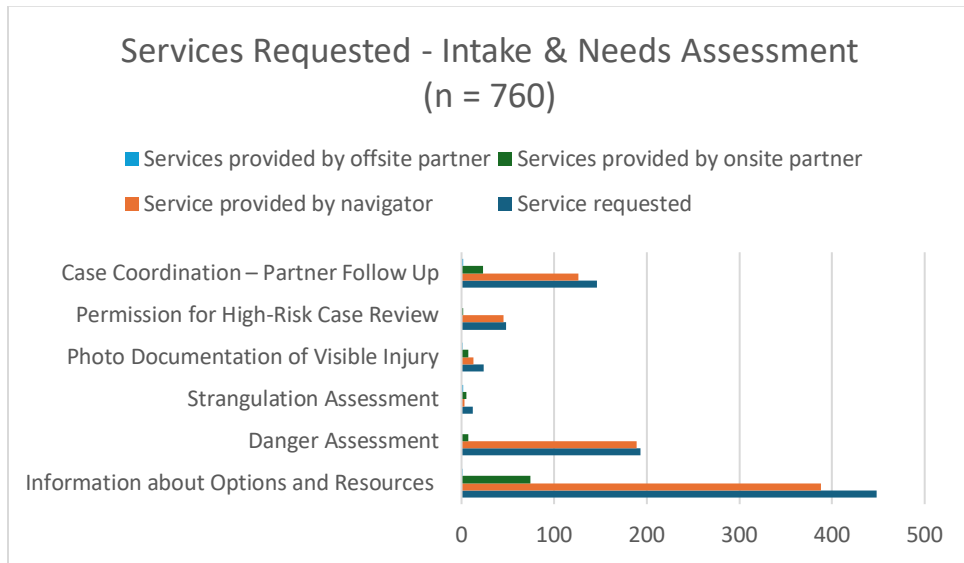 Services Requested - Intake & Needs Assessment
(n = 760)
Services provided by offsite partner
Services provided by onsite partner
Service provided by navigator
Service requested
Case Coordination – Partner Follow Up
Permission for High-Risk Case Review
Photo Documentation of Visible Injury
Strangulation Assessment
Danger Assessment
Information about Options and Resources
0 100 200 300 400 500